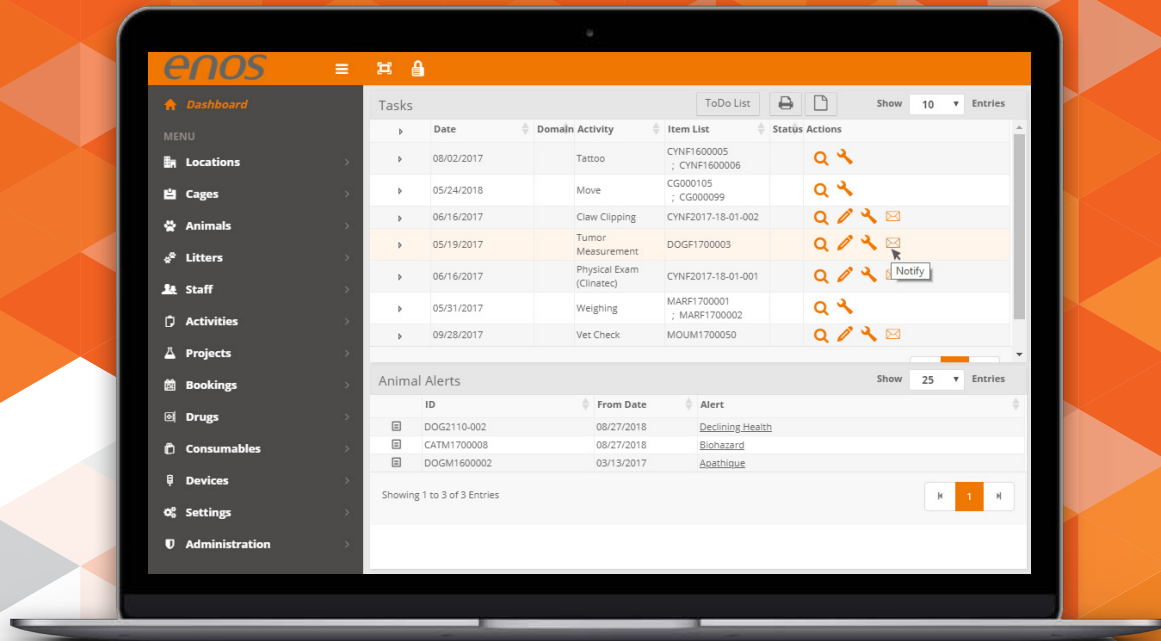 enos
Dashboard
MENU
Locations
Cages
Animals
Litters
Staff
Activities
Projects
Bookings
Drugs
Consumables
Devices
Settings
Administration
Tasks ToDo List Show 10 Entries
Date Domain Activity Item List Status Actions
08/02/2017 Tattoo CYNF1600005
; CYNF1600006
05/24/2018 Move CG000105
; CG000099
06/16/2017 Claw Clipping CYNF2017-18-01-002
05/19/2017 Tumor
Measurement DOGF1700003
Notify
06/16/2017 Physical Exam
(Clinatec) CYNF2017-18-01-001
05/31/2017 Weighing MARF1700001
; MARF1700002
09/28/2017 Vet Check MOUM1700050
Animal Alerts Show 25 Entries
ID From Date Alert
DOG2110-002 08/27/2018 Declining Health
CATM1700008 08/27/2018 Biohazard
DOGM1600002 03/13/2017 Apathique
Showing 1 to 3 of 3 Entries 1